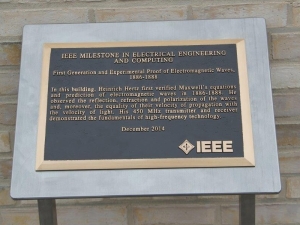 IEEE MILESTONE IN ELECTRICAL ENGINEERING
AND COMPUTING
First Generation and Experimental Proof of Electromagnetic Waves,
1886-1888
In this building, Heinrich Hertz first verified Maxwell's equations
and prediction of electromagnetic waves in 1886-1888. He
observed the reflection, refraction and polarization of the waves
and, moreover, the equality of their velocity of propagation with
the velocity of light. His 450 MHz transmitter and receiver
demonstrated the fundamentals of high-frequency technology.
December 2014
IEEE